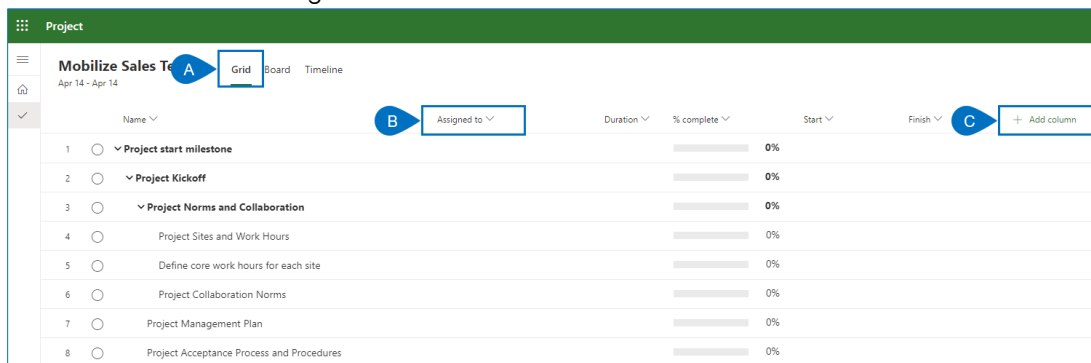 Project
Mobilize Sales Te
Apr 14 - Apr 14
A
Grid Board Timeline
Name B Assigned to Duration % complete Start Finish C + Add column
1 Project start milestone 0%
2 Project Kickoff 0%
3 Project Norms and Collaboration 0%
4 Project Sites and Work Hours 0%
5 Define core work hours for each site 0%
6 Project Collaboration Norms 0%
7 Project Management Plan 0%
8 Project Acceptance Process and Procedures 0%